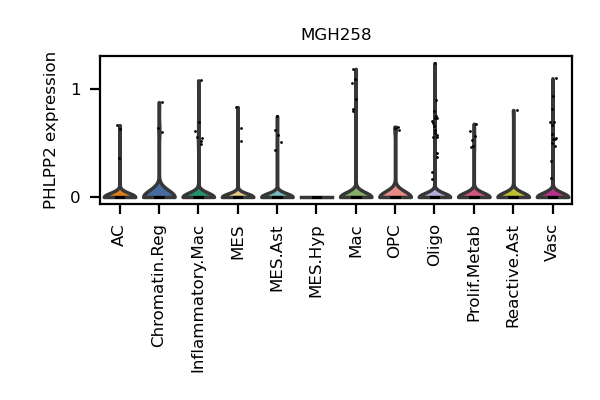 MGH258
PHLPP2 expression
1
0
AC
Chromatin.Reg
Inflammatory.Mac
MES
MES.Ast
MES.Hyp
Mac
OPC
Oligo
Prolif.Metab
Reactive.Ast
Vasc